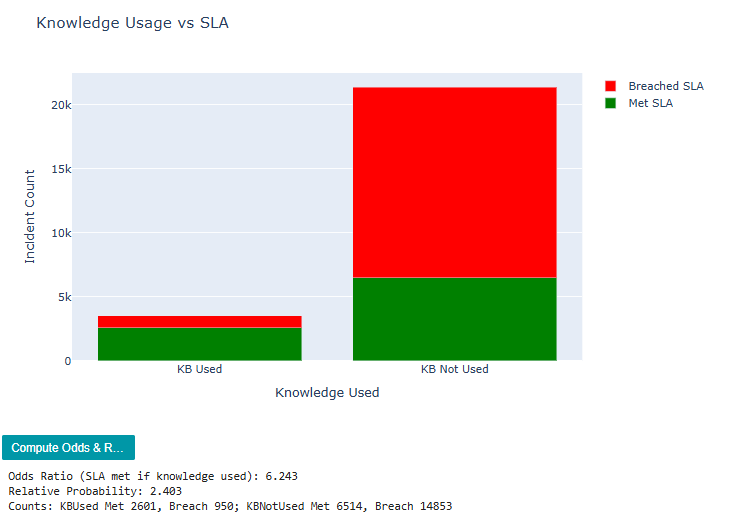 Knowledge Usage vs SLA
Breached SLA
Met SLA
20k
15k
10k
5k
0
Incident Count
KB Used
KB Not Used
Knowledge Used
Compute Odds & R...
Odds Ratio (SLA met if knowledge used): 6.243
Relative Probability: 2.403
Counts: KBUsed Met 2601, Breach 950; KBNotUsed Met 6514, Breach 14853